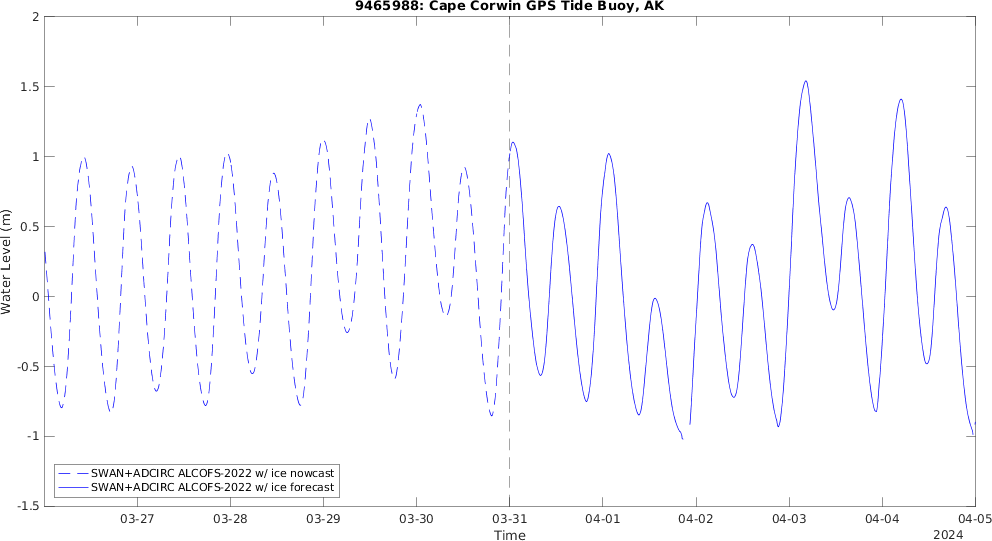 9465988: Cape Corwin GPS Tide Buoy, AK
Water Level (m)
2
1.5
1
0.5
0
-0.5
-1
-1.5
SWAN+ADCIRC ALCOFS-2022 w/ ice nowcast
SWAN+ADCIRC ALCOFS-2022 w/ ice forecast
03-27 03-28 03-29 03-30 03-31 04-01 04-02 04-03 04-04 04-05
Time
2024